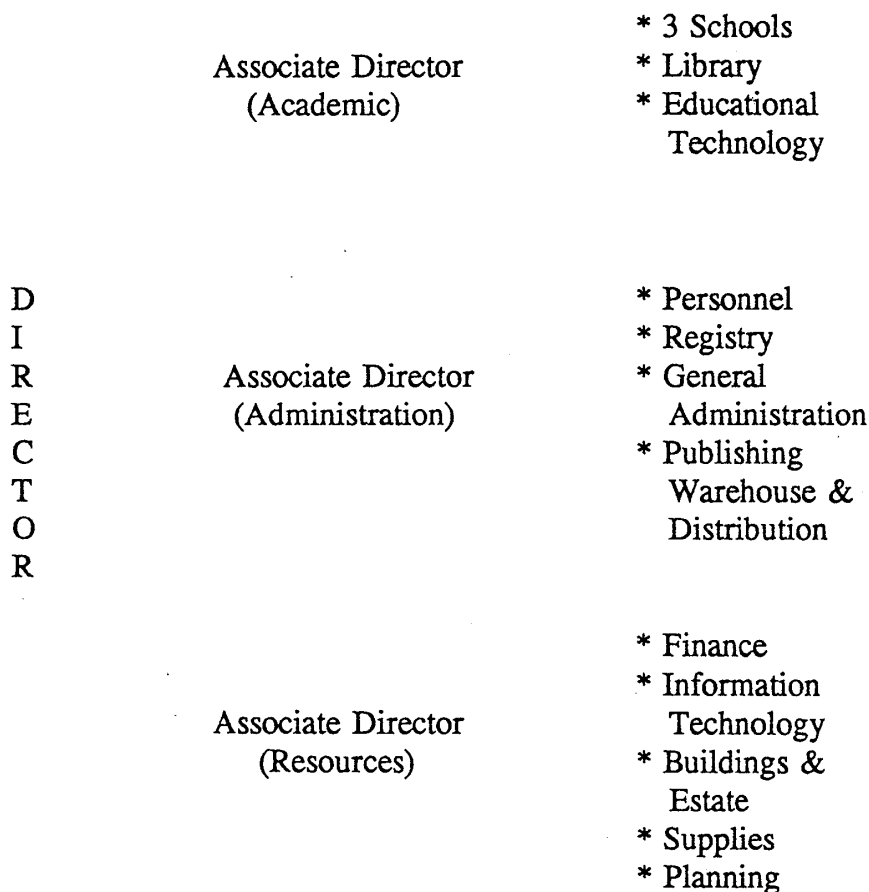 * 3 Schools
Associate Director
(Academic)
* Library
* Educational
Technology
D
I
R
E
C
T
O
R
Associate Director
(Administration)
* Personnel
* Registry
* General
Administration
* Publishing
Warehouse &
Distribution
Associate Director
(Resources)
* Finance
* Information
Technology
* Buildings &
Estate
* Supplies
* Planning